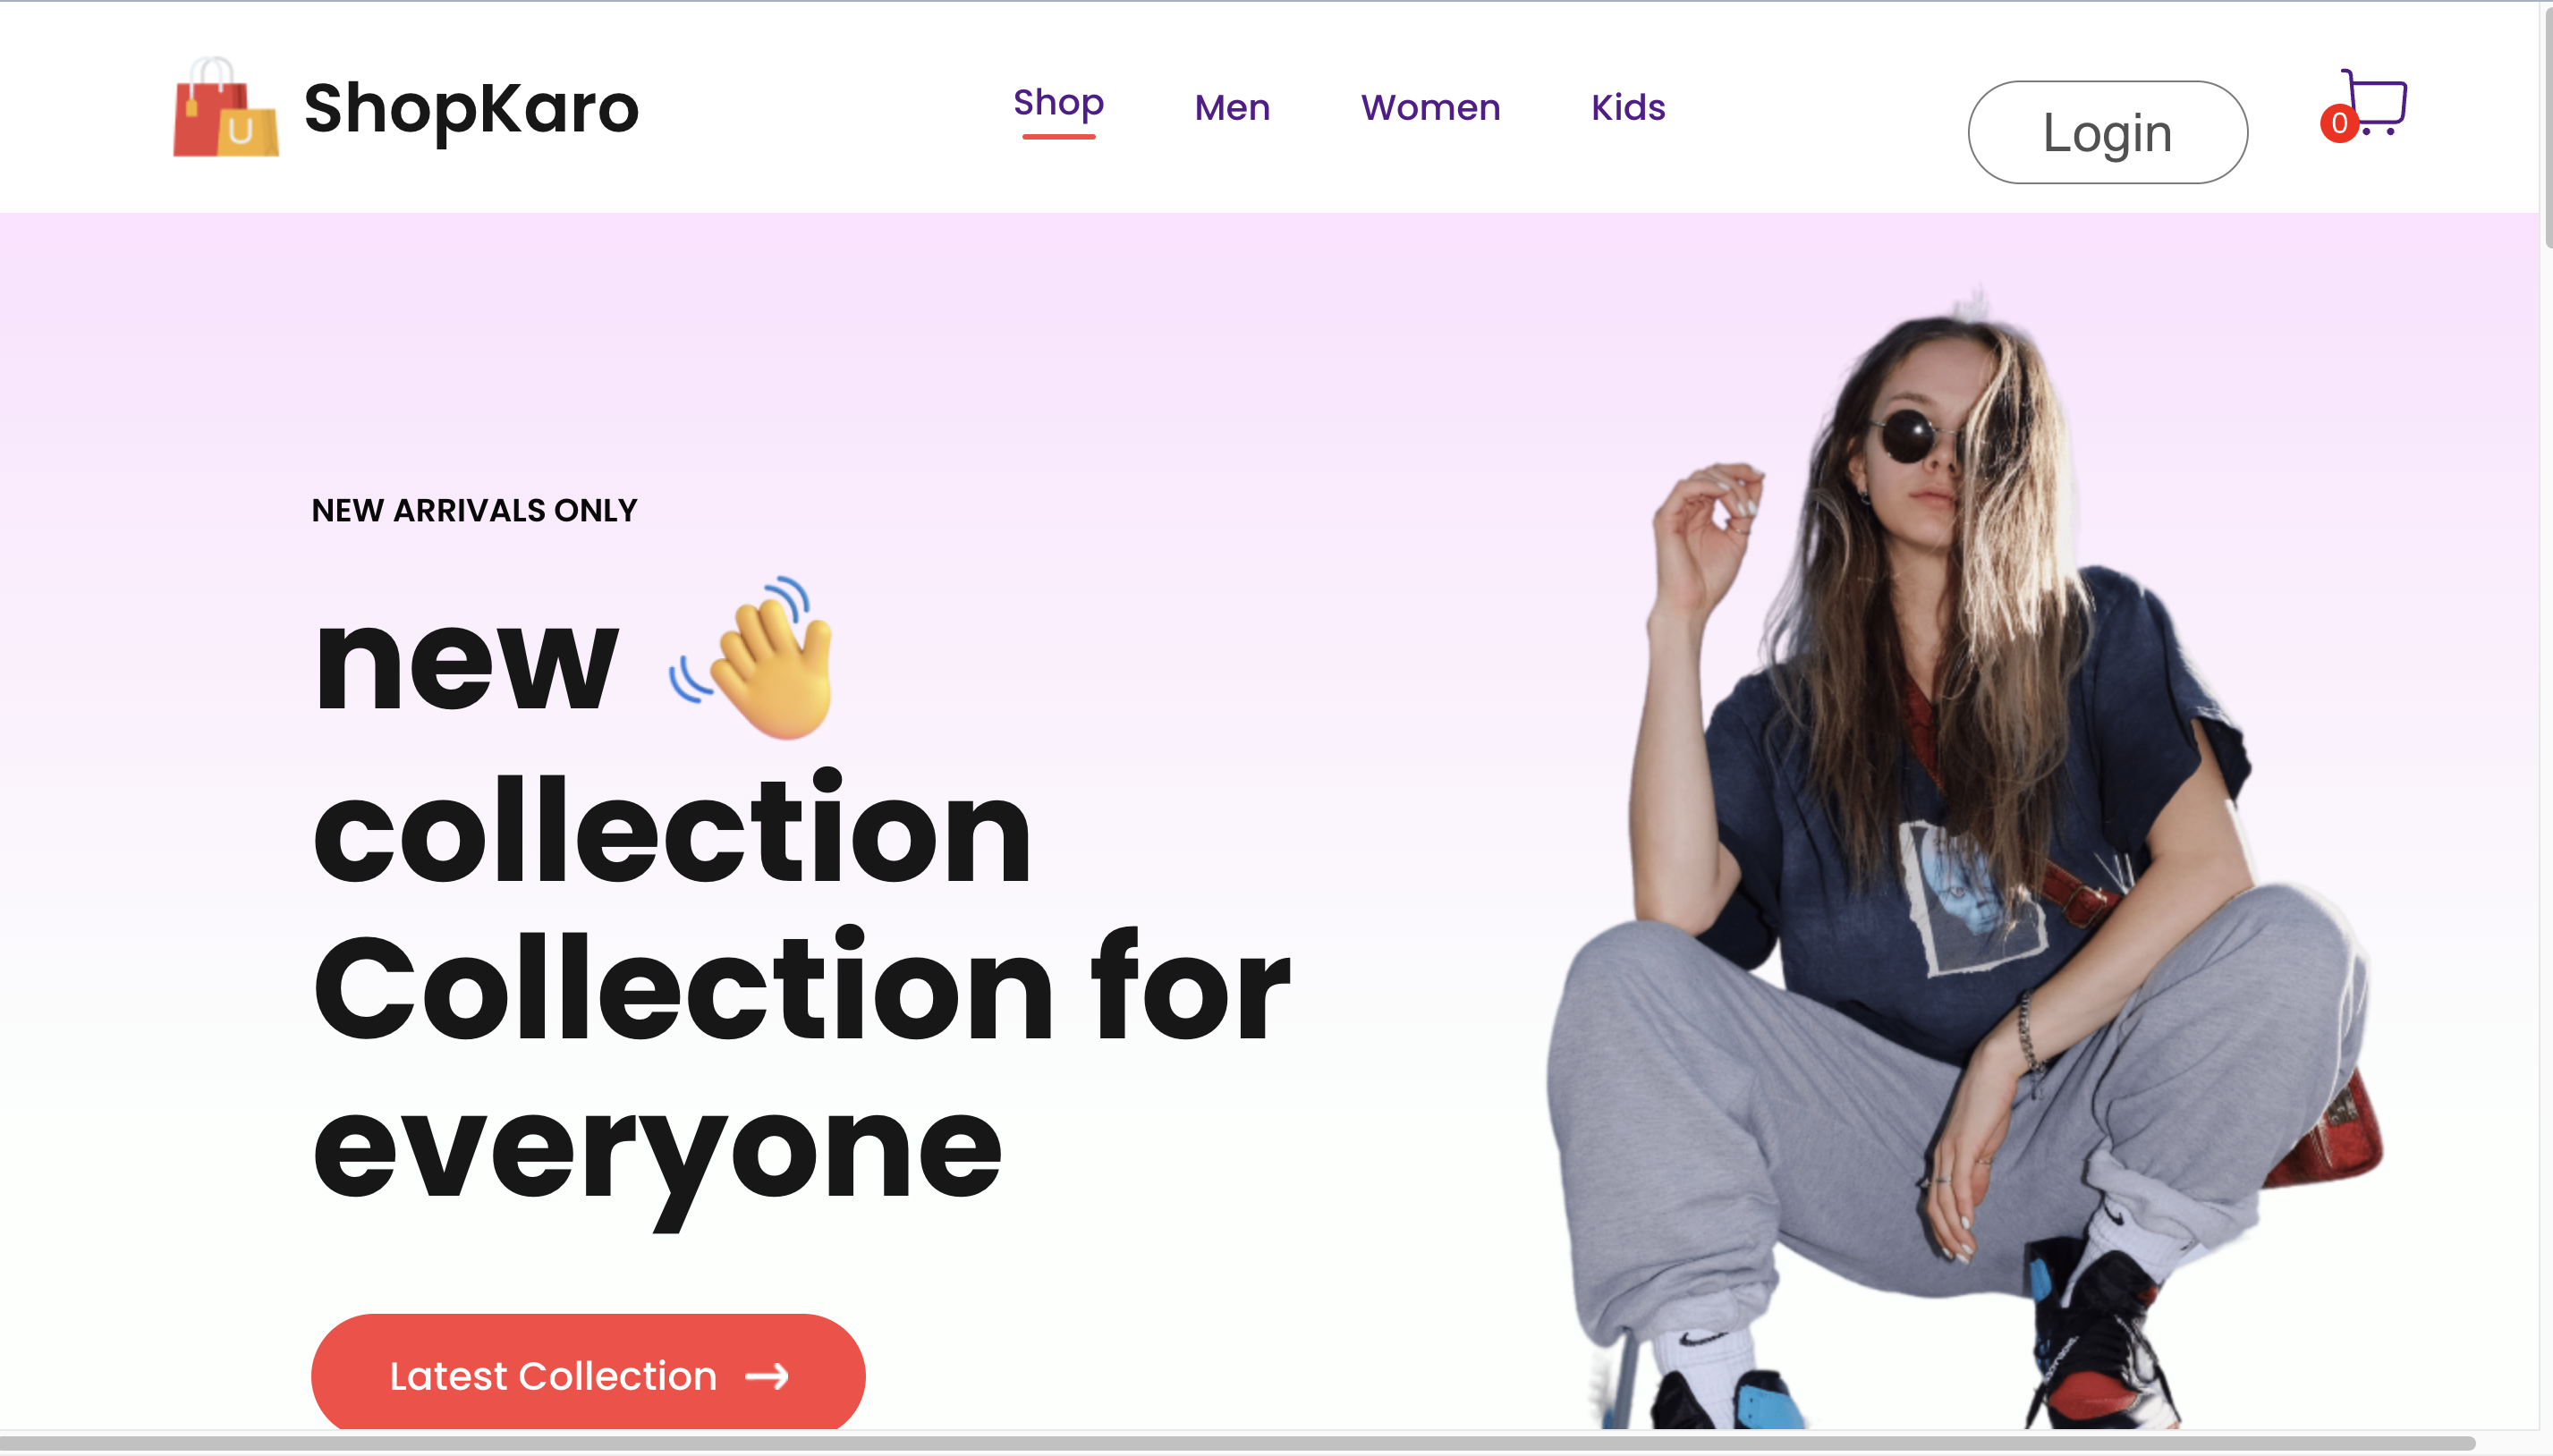 ShopKaro
Shop
Men
Women
Kids
Login
0
NEW ARRIVALS ONLY
new 👋
collection
Collection for
everyone
Latest Collection →